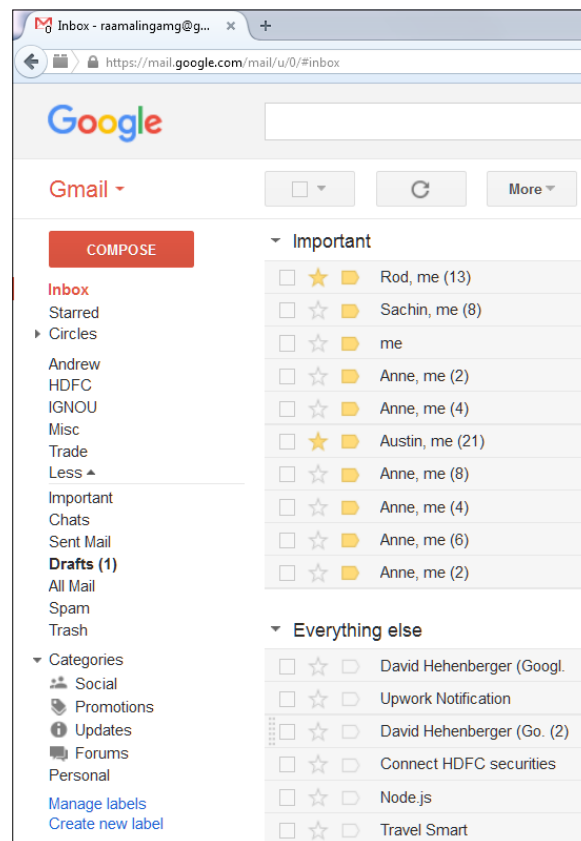 Inbox - raamalingamg@g...
https://mail.google.com/mail/u/0/#inbox
Google
Gmail
More
COMPOSE
Inbox
Starred
Circles
Andrew
HDFC
IGNOU
Misc
Trade
Less
Important
Chats
Sent Mail
Drafts (1)
All Mail
Spam
Trash
Categories
Social
Promotions
Updates
Forums
Personal
Manage labels
Create new label
Important
Rod, me (13)
Sachin, me (8)
me
Anne, me (2)
Anne, me (4)
Austin, me (21)
Anne, me (8)
Anne, me (4)
Anne, me (6)
Anne, me (2)
Everything else
David Hehenberger (Googl.
Upwork Notification
David Hehenberger (Go. (2)
Connect HDFC securities
Node.js
Travel Smart